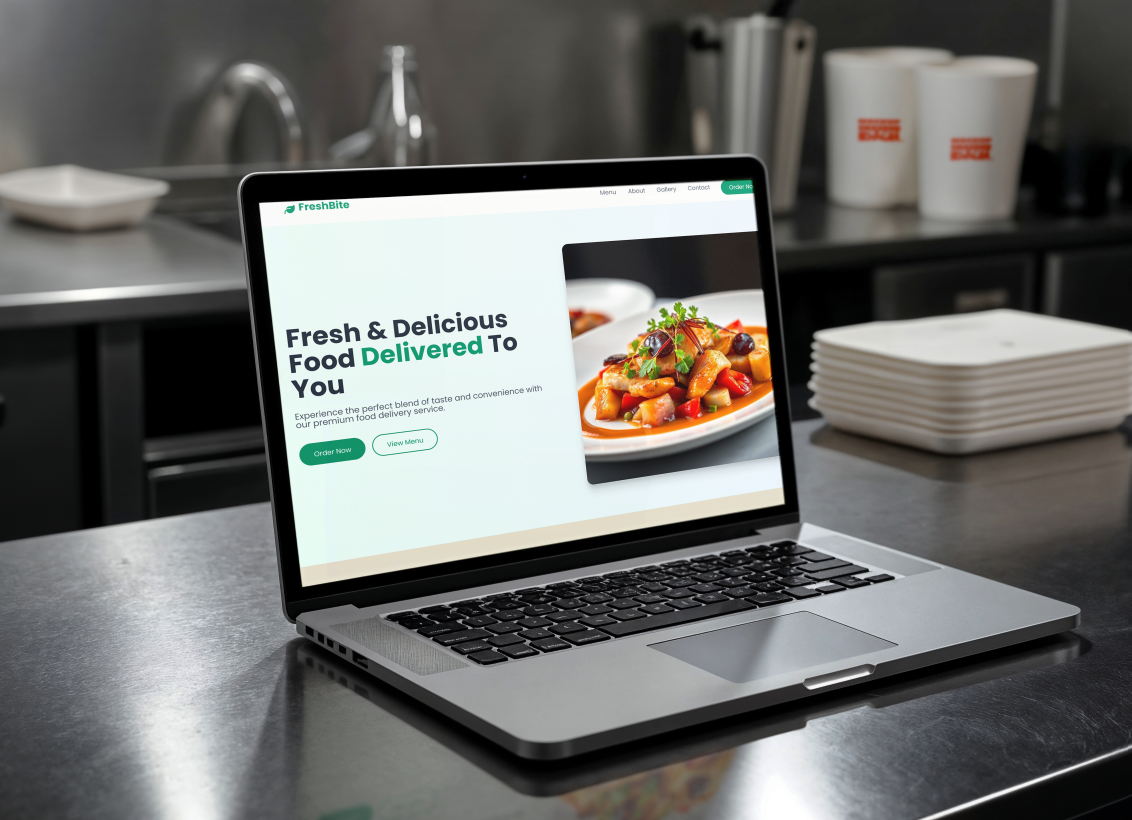 FreshBite
Menu About Gallery Contact Order No
Fresh & Delicious
Food Delivered To
You
Experience the perfect blend of taste and convenience with
our premium food delivery service.
Order Now View Menu